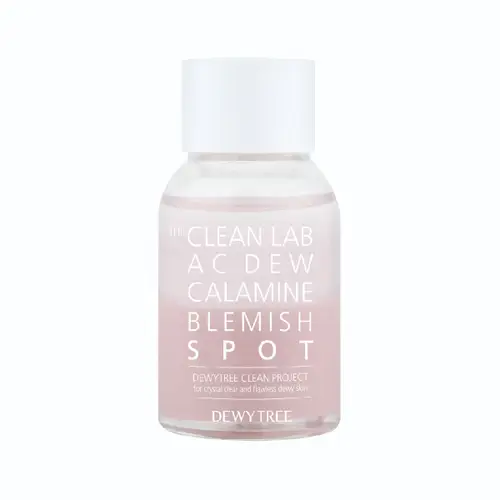 THE CLEAN LAB
AC DEW
CALAMINE
BLEMISH
SPOT
DEWYTREE CLEAN PROJECT
for crystal clear and flawless dewy skin
DEWYTREE